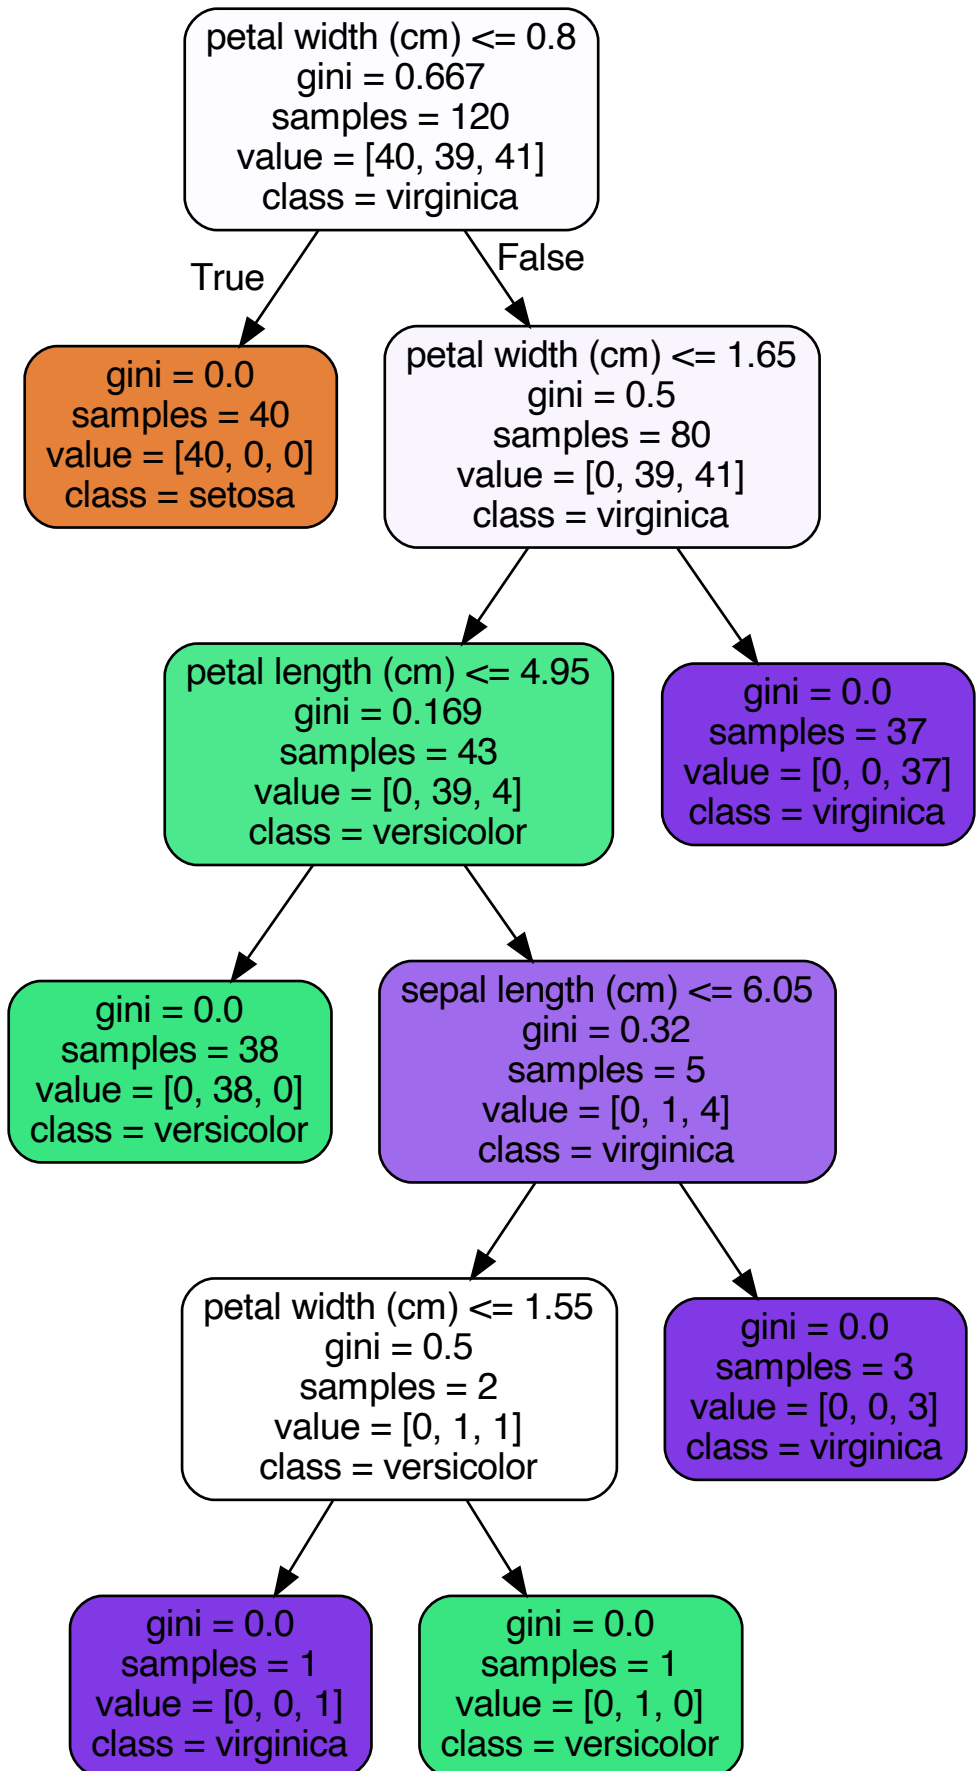 petal width (cm) <= 0.8
gini = 0.667
samples = 120
value = [40, 39, 41]
class = virginica
True
False
gini = 0.0
samples = 40
value = [40, 0, 0]
class = setosa
petal width (cm) <= 1.65
gini = 0.5
samples = 80
value = [0, 39, 41]
class = virginica
petal length (cm) <= 4.95
gini = 0.169
samples = 43
value = [0, 39, 4]
class = versicolor
gini = 0.0
samples = 37
value = [0, 0, 37]
class = virginica
gini = 0.0
samples = 38
value = [0, 38, 0]
class = versicolor
sepal length (cm) <= 6.05
gini = 0.32
samples = 5
value = [0, 1, 4]
class = virginica
petal width (cm) <= 1.55
gini = 0.5
samples = 2
value = [0, 1, 1]
class = versicolor
gini = 0.0
samples = 3
value = [0, 0, 3]
class = virginica
gini = 0.0
samples = 1
value = [0, 0, 1]
class = virginica
gini = 0.0
samples = 1
value = [0, 1, 0]
class = versicolor